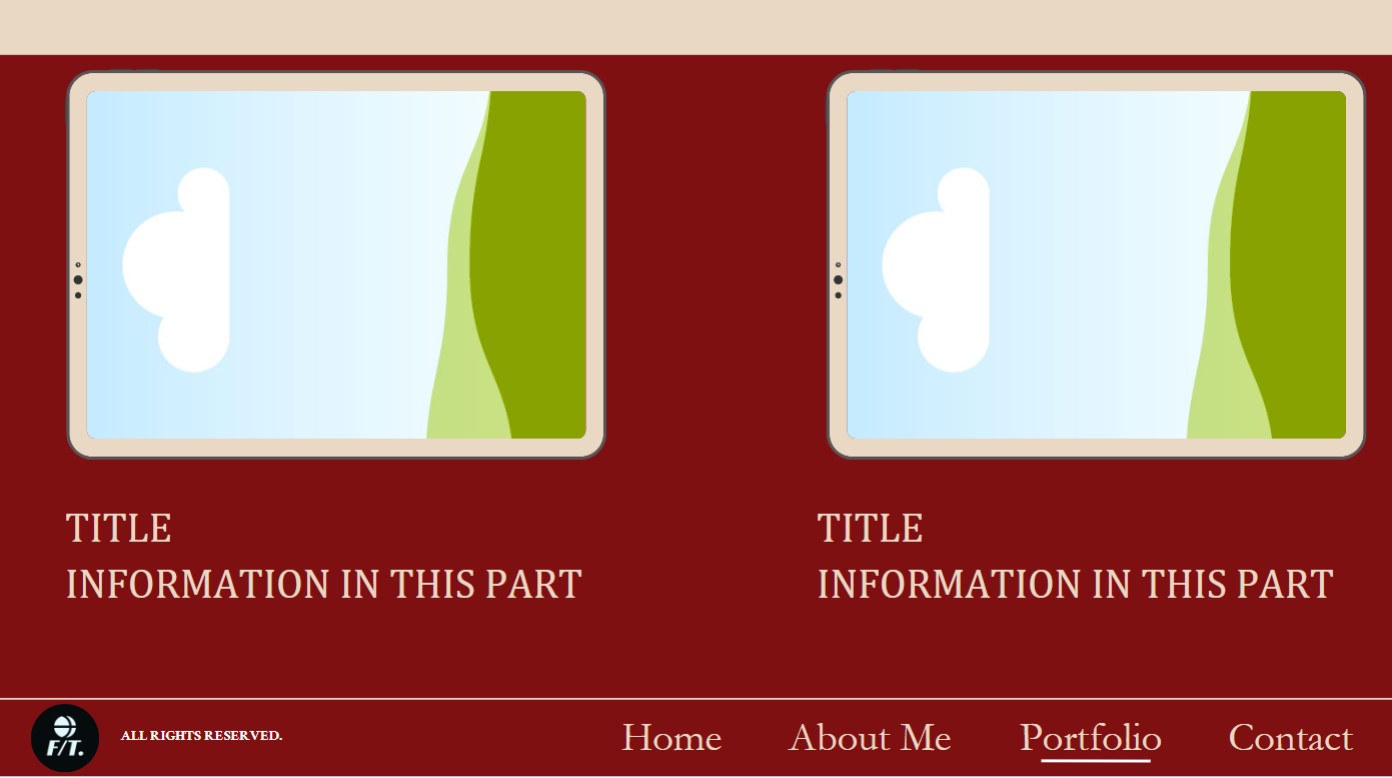 TITLE
INFORMATION IN THIS PART
TITLE
INFORMATION IN THIS PART
F/T.
ALL RIGHTS RESERVED.
Home
About Me
Portfolio
Contact